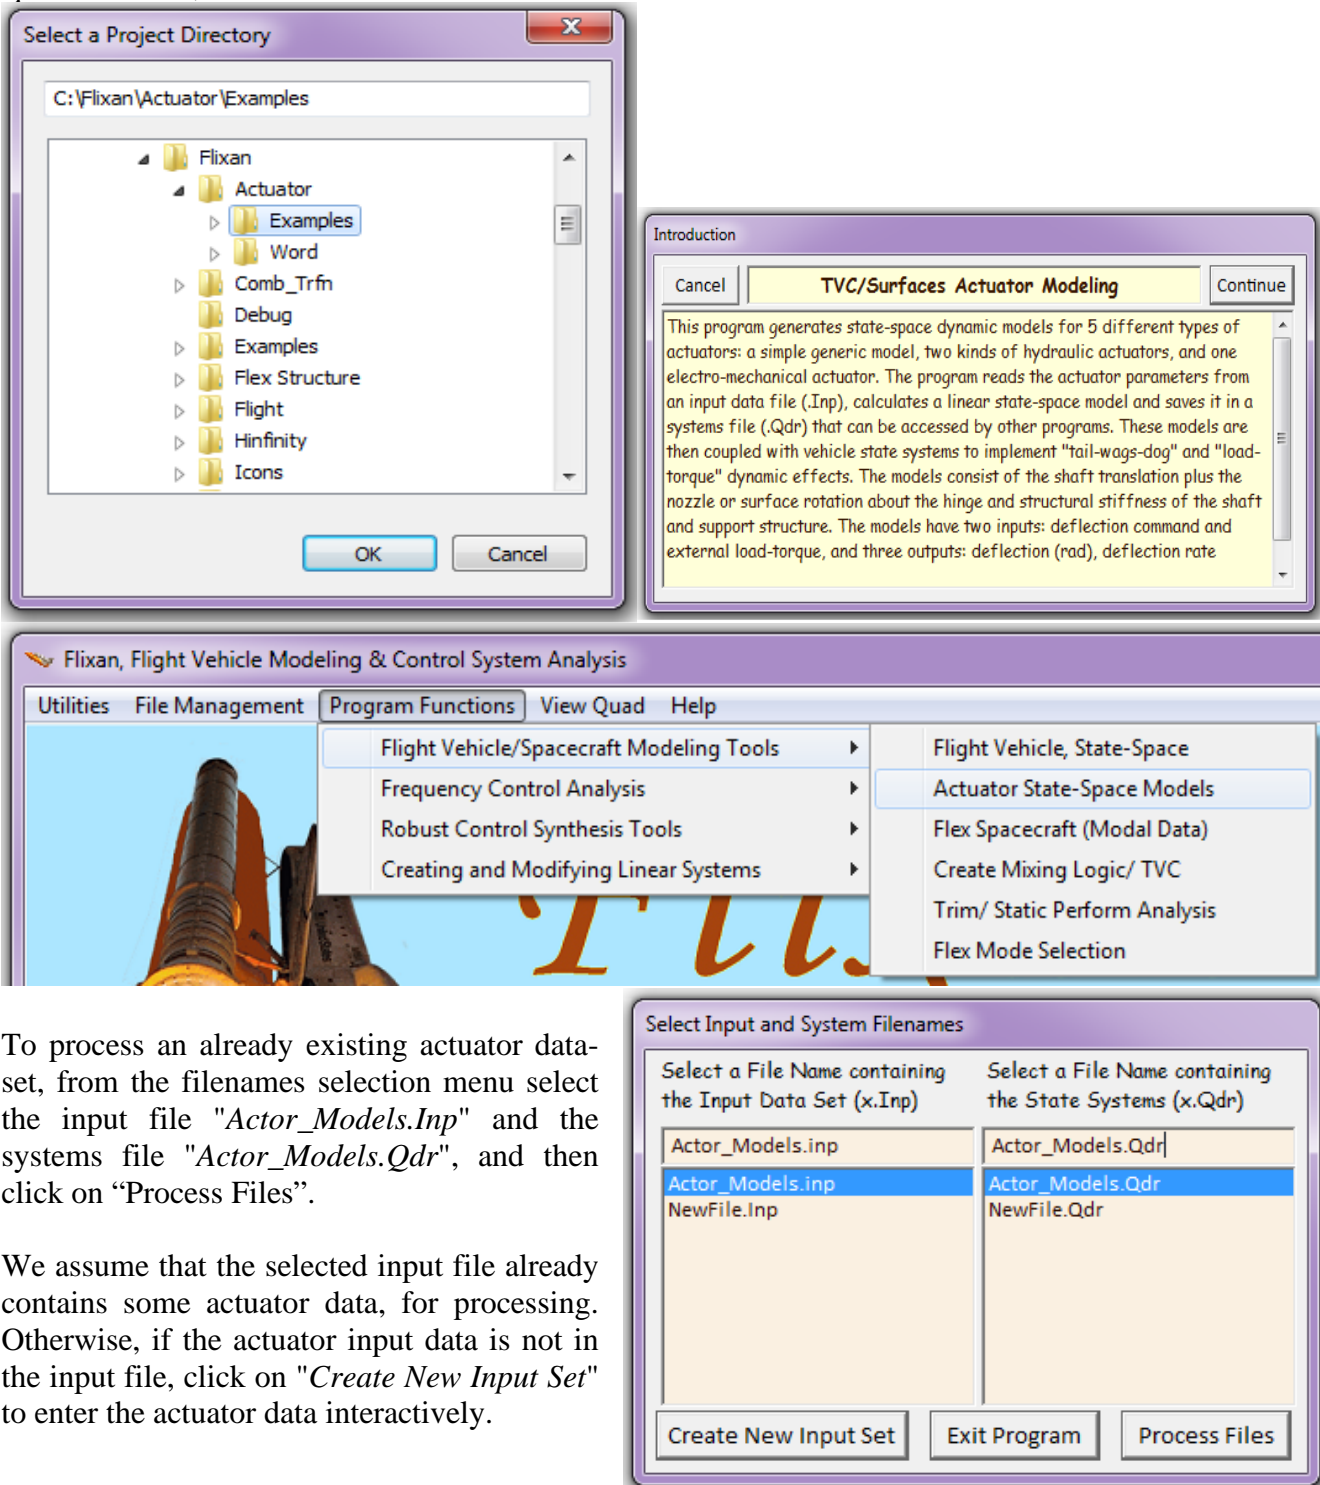 Select a Project Directory
C:\Flixan\Actuator\Examples
Flixan
Actuator
Examples
Word
Comb_Trfn
Debug
Examples
Flex Structure
Flight
Hinfinity
Icons
OK
Cancel
Introduction
Cancel
TVC/Surfaces Actuator Modeling
Continue
This program generates state-space dynamic models for 5 different types of
actuators: a simple generic model, two kinds of hydraulic actuators, and one
electro-mechanical actuator. The program reads the actuator parameters from
an input data file (.Inp), calculates a linear state-space model and saves it in a
systems file (.Qdr) that can be accessed by other programs. These models are
then coupled with vehicle state systems to implement "tail-wags-dog" and "load-
torque" dynamic effects. The models consist of the shaft translation plus the
nozzle or surface rotation about the hinge and structural stiffness of the shaft
and support structure. The models have two inputs: deflection command and
external load-torque, and three outputs: deflection (rad), deflection rate
Flixan, Flight Vehicle Modeling & Control System Analysis
Utilities File Management Program Functions View Quad Help
Flight Vehicle/Spacecraft Modeling Tools
Frequency Control Analysis
Robust Control Synthesis Tools
Creating and Modifying Linear Systems
Flight Vehicle, State-Space
Actuator State-Space Models
Flex Spacecraft (Modal Data)
Create Mixing Logic/ TVC
Trim/ Static Perform Analysis
Flex Mode Selection
To process an already existing actuator data-
set, from the filenames selection menu select
the input file "Actor_Models.Inp" and the
systems file "Actor_Models.Qdr", and then
click on “Process Files”.
We assume that the selected input file already
contains some actuator data, for processing.
Otherwise, if the actuator input data is not in
the input file, click on "Create New Input Set"
to enter the actuator data interactively.
Select Input and System Filenames
Select a File Name containing
the Input Data Set (x.Inp)
Actor_Models.inp
Actor_Models.inp
NewFile.Inp
Select a File Name containing
the State Systems (x.Qdr)
Actor_Models.Qdr
Actor_Models.Qdr
NewFile.Qdr
Create New Input Set
Exit Program
Process Files